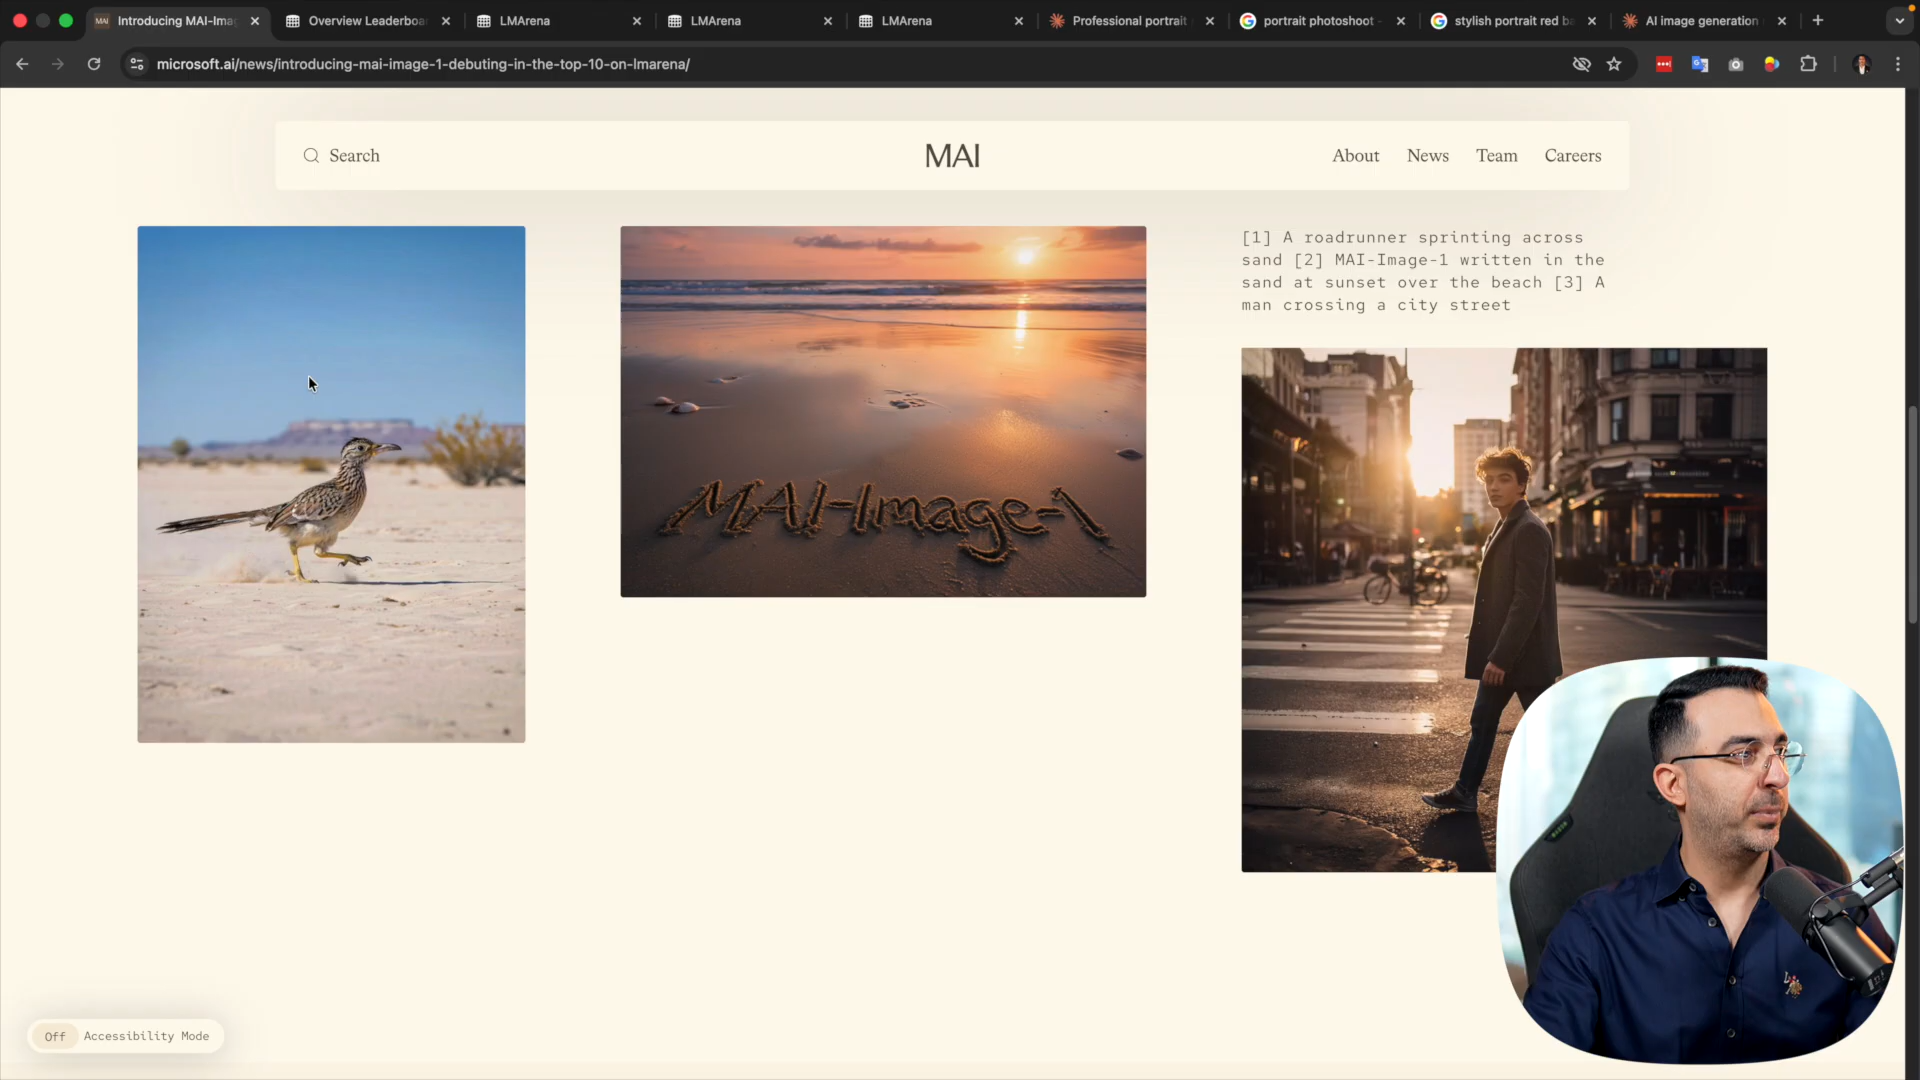 Introducing MAI-Ima
Overview Leaderboa
LMArena
LMArena
LMArena
Professional portrait
portrait photoshoot -
stylish portrait red ba
AI image generation
microsoft.ai/news/introducing-mai-image-1-debuting-in-the-top-10-on-lmarena/
Search
MAI
About
News
Team
Careers
[1] A roadrunner sprinting across
sand [2] MAI-Image-1 written in the
sand at sunset over the beach [3] A
man crossing a city street
MAI-Image-1
Off
Accessibility Mode